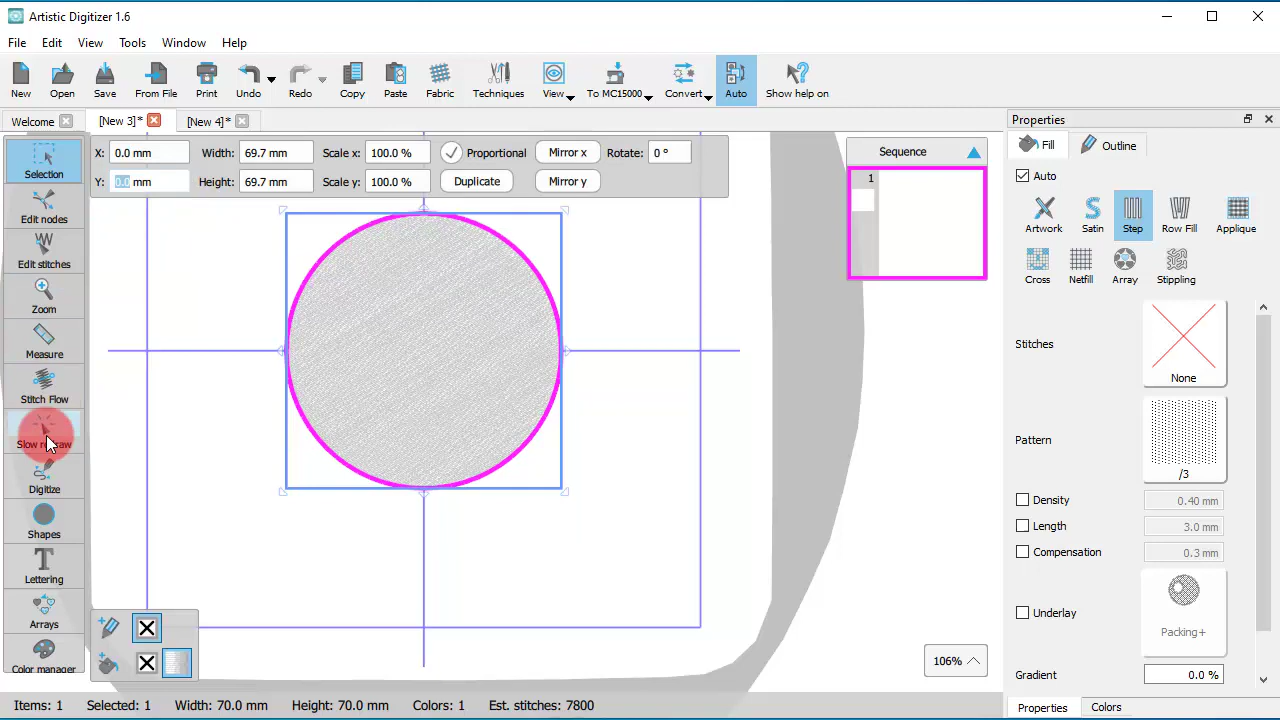 Artistic Digitizer 1.6
File Edit View Tools Window Help
New Open Save From File Print Undo Redo Copy Paste Fabric Techniques View To MC15000 Convert Auto Show help on
Welcome [New 3]* [New 4]*
Properties
Selection
X: 0.0 mm Width: 69.7 mm Scale x: 100.0 % Proportional Mirror x Rotate: 0 °
Y: 0.0 mm Height: 69.7 mm Scale y: 100.0 % Duplicate Mirror y
Sequence
1
Fill Outline
Auto
Artwork Satin Step Row Fill Applique
Cross Netfill Array Stippling
Edit nodes
Edit stitches
Zoom
Measure
Stitch Flow
Slow redraw
Digitize
Shapes
Lettering
Arrays
Color manager
Stitches
None
Pattern
/3
Density 0.40 mm
Length 3.0 mm
Compensation 0.3 mm
Underlay
Packing+
Gradient 0.0 %
106%
Items: 1 Selected: 1 Width: 70.0 mm Height: 70.0 mm Colors: 1 Est. stitches: 7800
Properties Colors